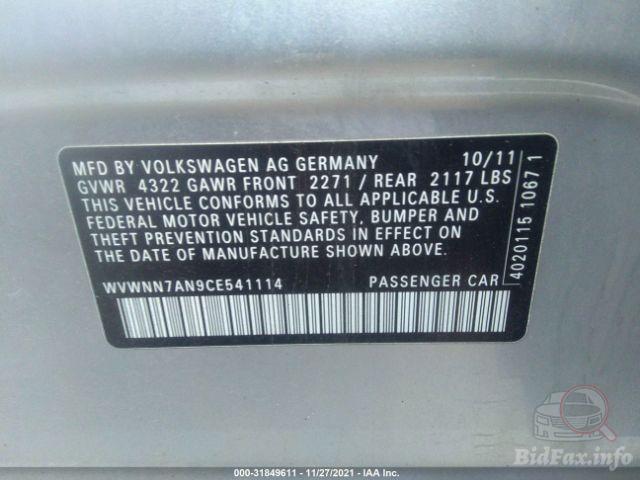 MFD BY VOLKSWAGEN AG GERMANY 10/11
GVWR 4322 GAWR FRONT 2271 / REAR 2117 LBS
THIS VEHICLE CONFORMS TO ALL APPLICABLE U.S.
FEDERAL MOTOR VEHICLE SAFETY, BUMPER AND
THEFT PREVENTION STANDARDS IN EFFECT ON
THE DATE OF MANUFACTURE SHOWN ABOVE.
WVWNN7AN9CE541114 PASSENGER CAR
4020115 1067 1
000-31849611 - 11/27/2021 - IAA Inc.
BidFax.info